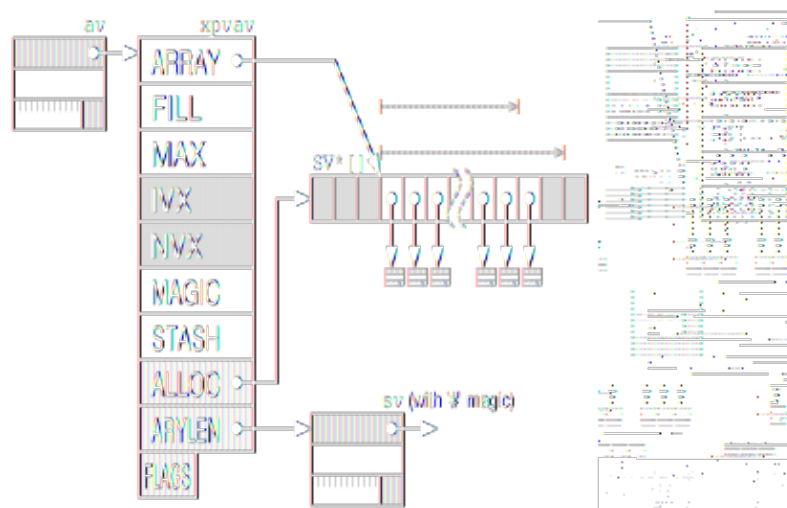 av
xpvav
ARRAY
FILL
MAX
IVX
NVX
MAGIC
STASH
ALLOC
ARYLEN
FLAGS
SV* []
sv (with '#' magic)